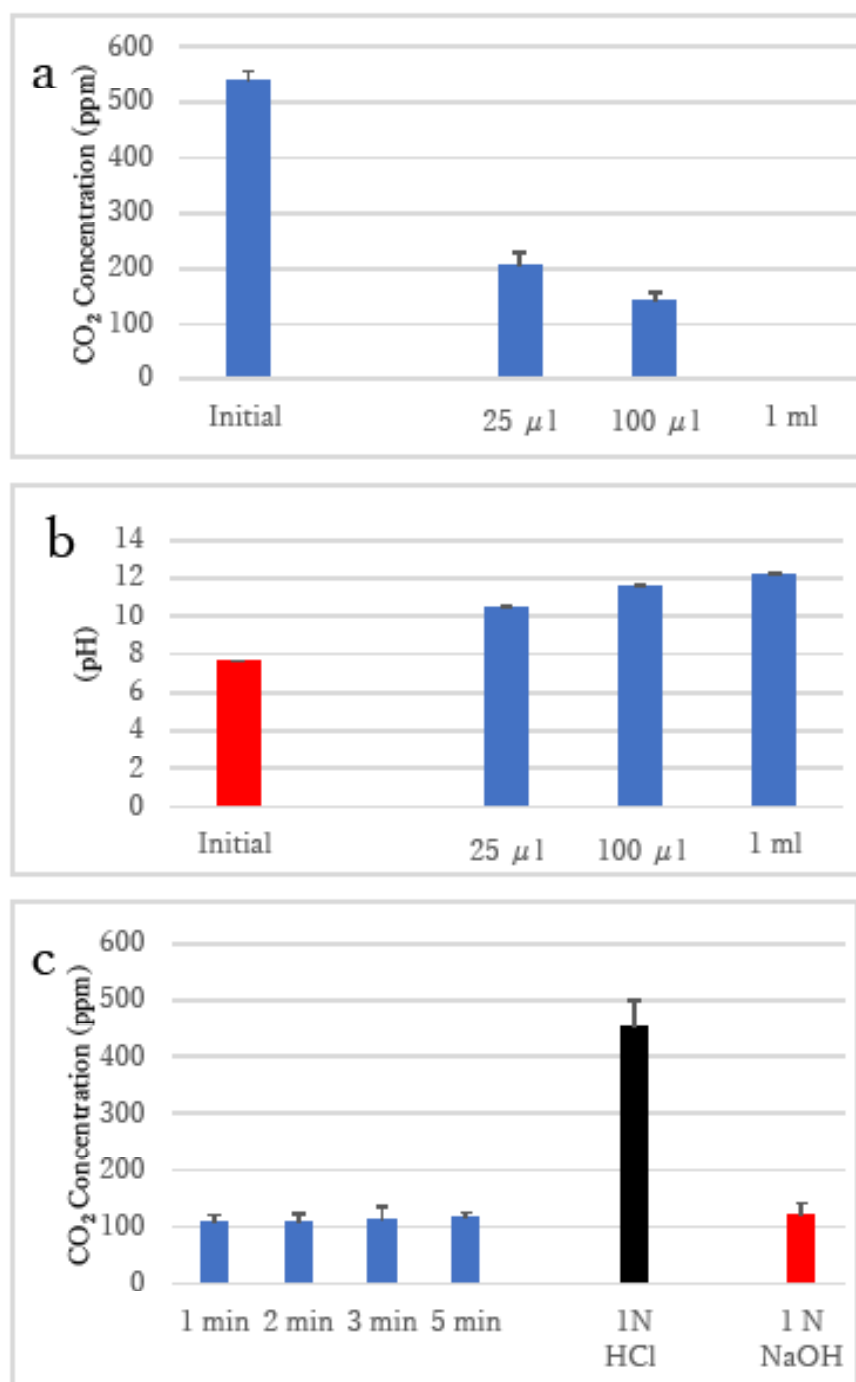 a
CO₂ Concentration (ppm)
600
500
400
300
200
100
0
Initial
25 μl
100 μl
1 ml
b
(pH)
14
12
10
8
6
4
2
0
Initial
25 μl
100 μl
1 ml
c
CO₂ Concentration (ppm)
600
500
400
300
200
100
0
1 min
2 min
3 min
5 min
1N
HCl
1 N
NaOH